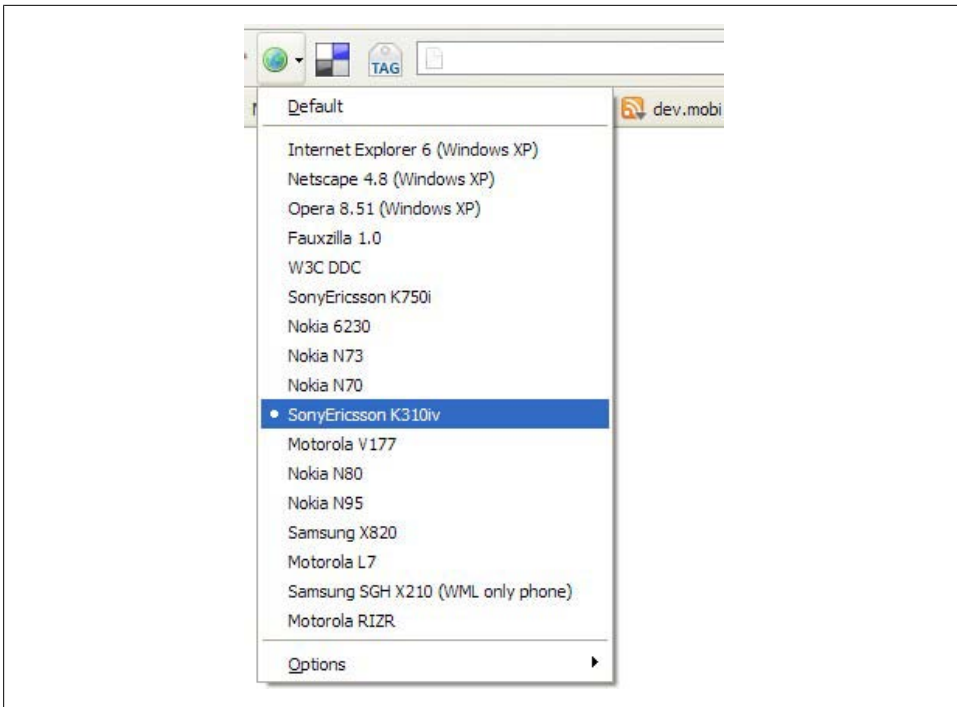 TAG
Default
dev.mobi
Internet Explorer 6 (Windows XP)
Netscape 4.8 (Windows XP)
Opera 8.51 (Windows XP)
Fauxzilla 1.0
W3C DDC
SonyEricsson K750i
Nokia 6230
Nokia N73
Nokia N70
SonyEricsson K310iv
Motorola V177
Nokia N80
Nokia N95
Samsung X820
Motorola L7
Samsung SGH X210 (WML only phone)
Motorola RIZR
Options